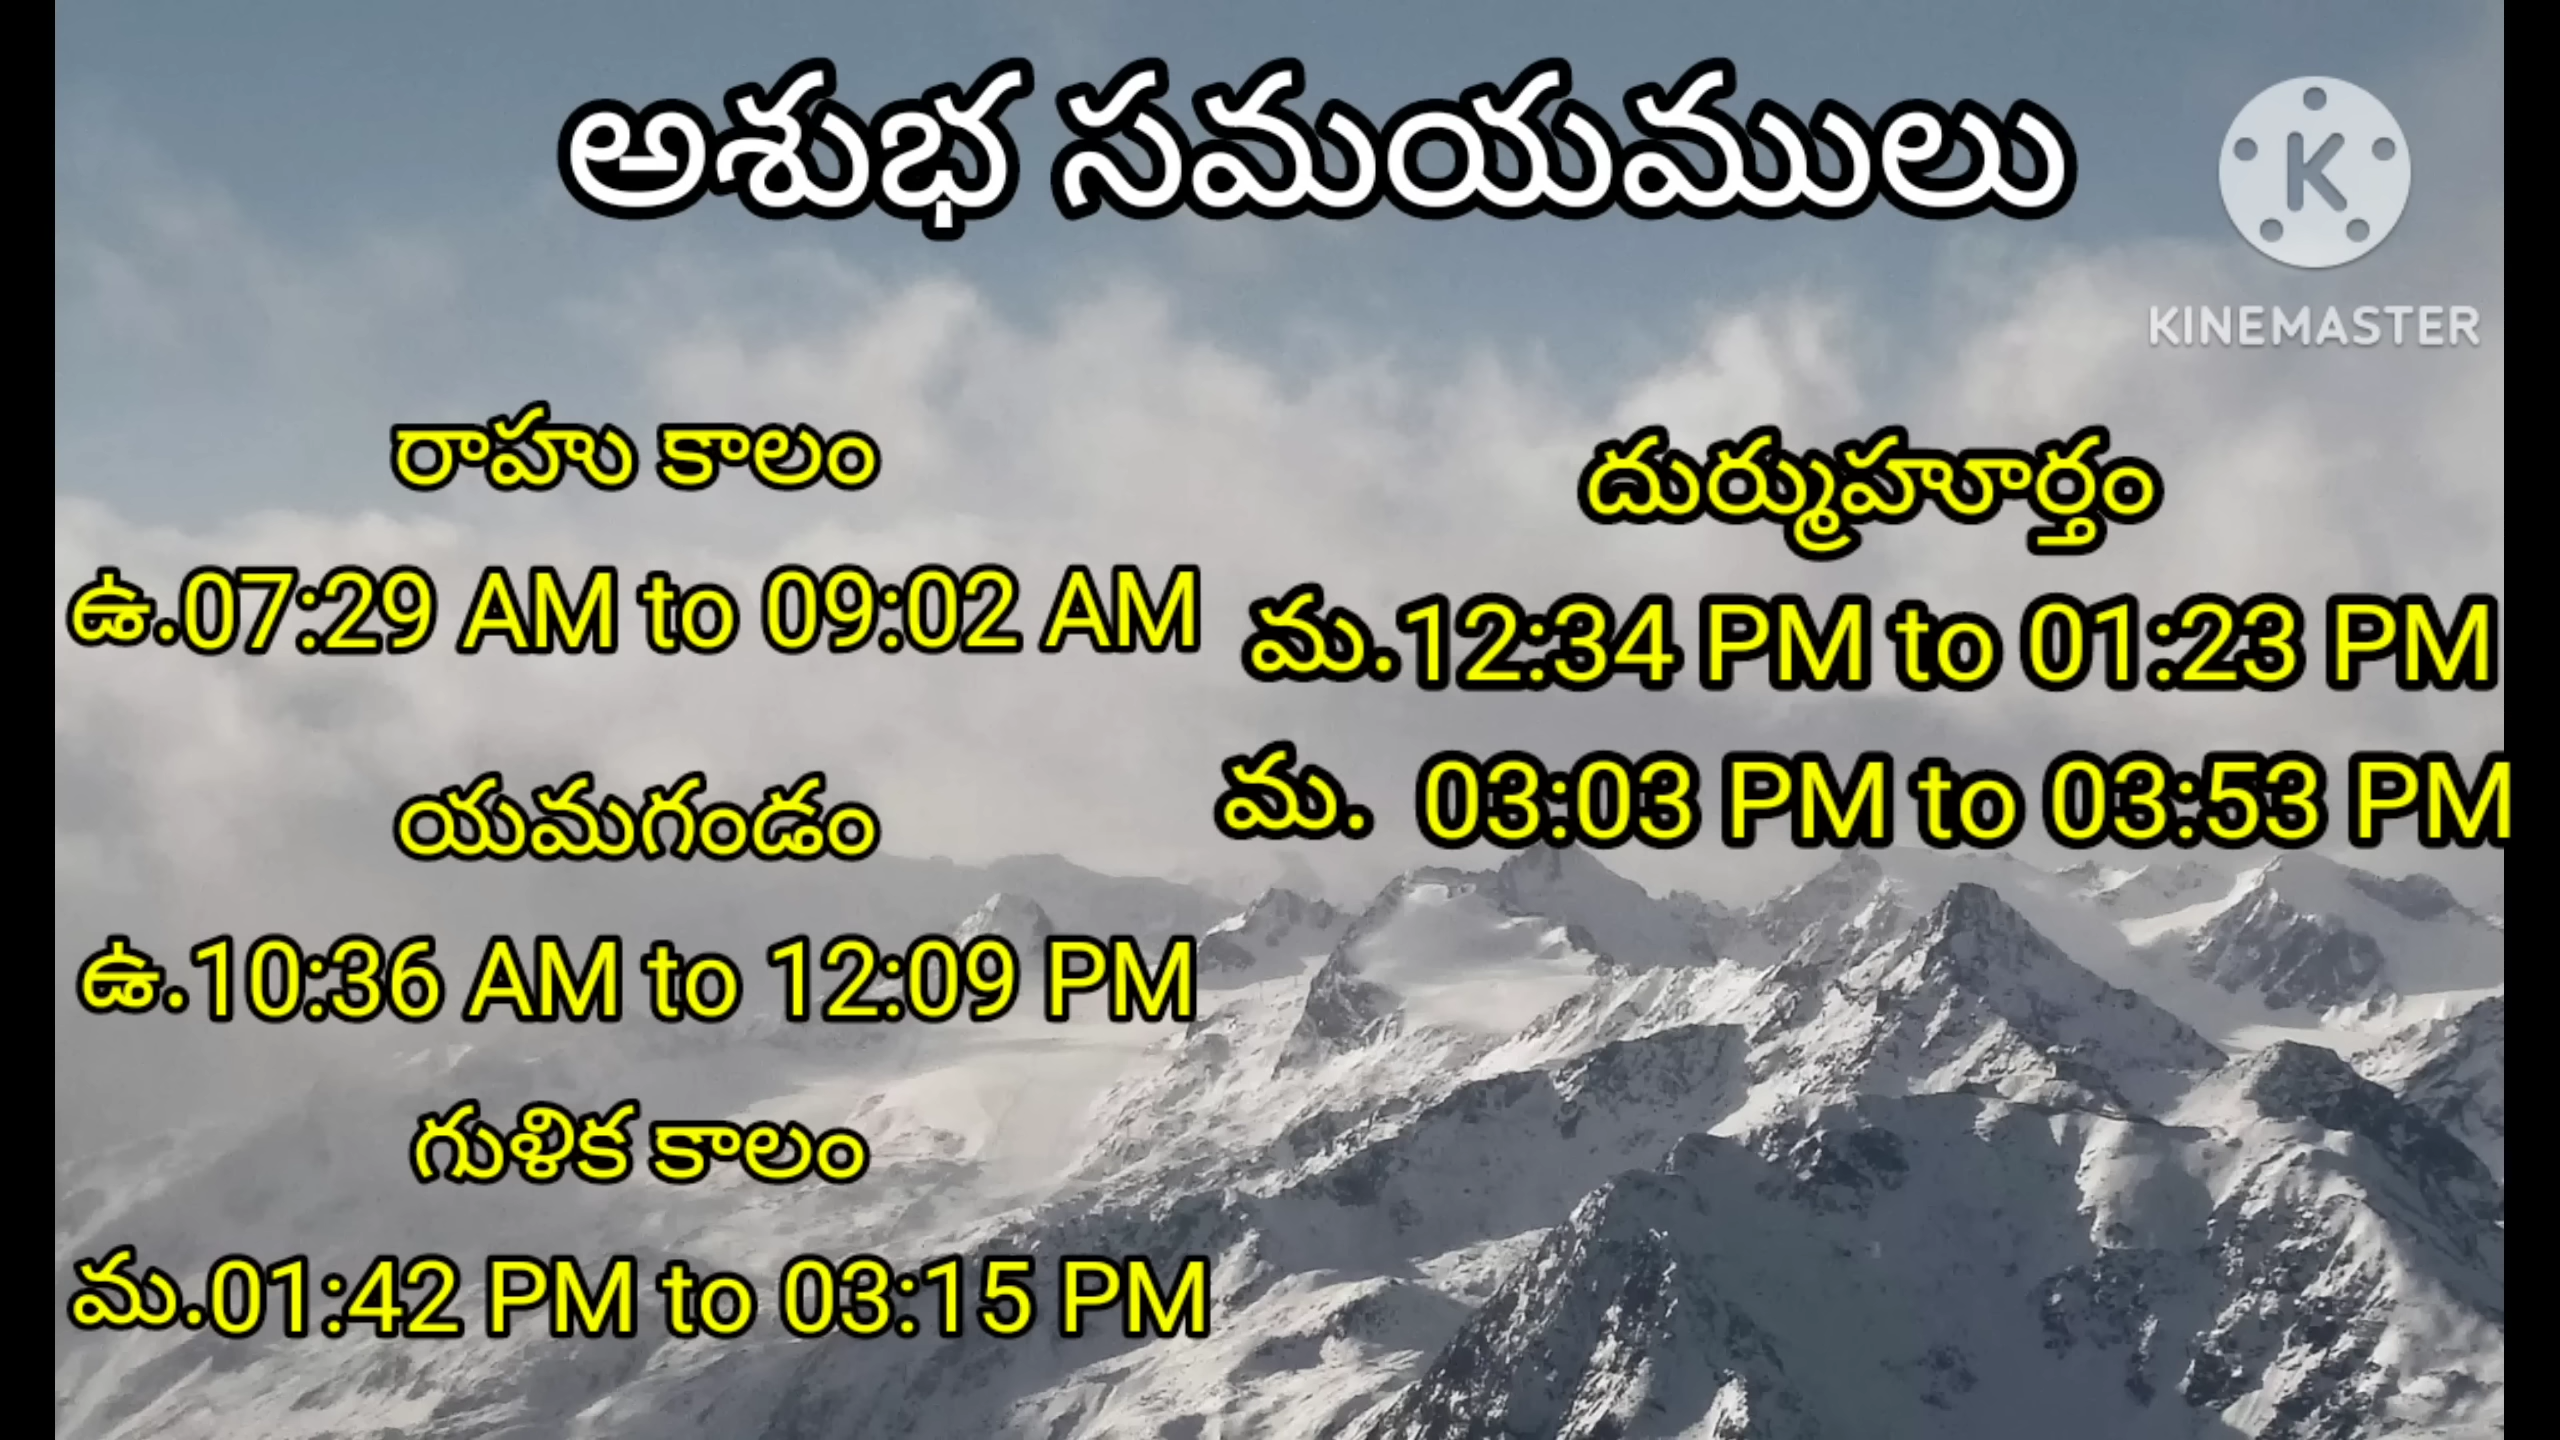 అశుభ సమయములు
K
KINEMASTER
రాహు కాలం
ఉ.07:29 AM to 09:02 AM
యమగండం
ఉ.10:36 AM to 12:09 PM
గుళిక కాలం
మ.01:42 PM to 03:15 PM
దుర్ముహూర్తం
మ.12:34 PM to 01:23 PM
మ. 03:03 PM to 03:53 PM